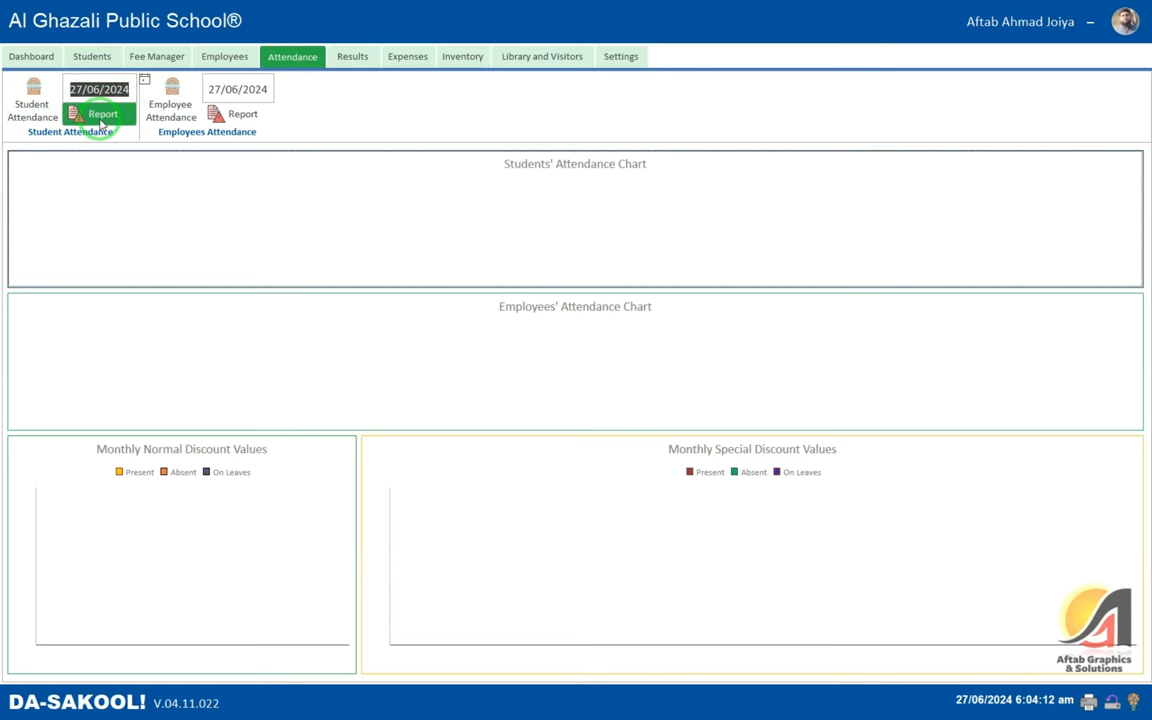 Al Ghazali Public School®
Aftab Ahmad Joiya –
Dashboard Students Fee Manager Employees Attendance Results Expenses Inventory Library and Visitors Settings
Student
Attendance
27/06/2024
Report
Student Attendance
Employee
Attendance
27/06/2024
Report
Employees Attendance
Students' Attendance Chart
Employees' Attendance Chart
Monthly Normal Discount Values
Present Absent On Leaves
Monthly Special Discount Values
Present Absent On Leaves
Aftab Graphics
& Solutions
DA-SAKOOL! V.04.11.022
27/06/2024 6:04:12 am